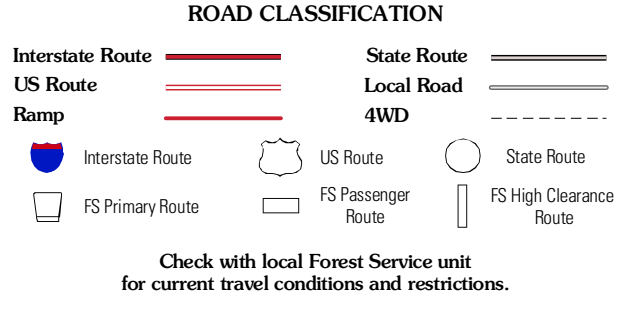 ROAD CLASSIFICATION
Interstate Route
State Route
US Route
Local Road
Ramp
4WD
Interstate Route
US Route
State Route
FS Primary Route
FS Passenger
Route
FS High Clearance
Route
Check with local Forest Service unit
for current travel conditions and restrictions.